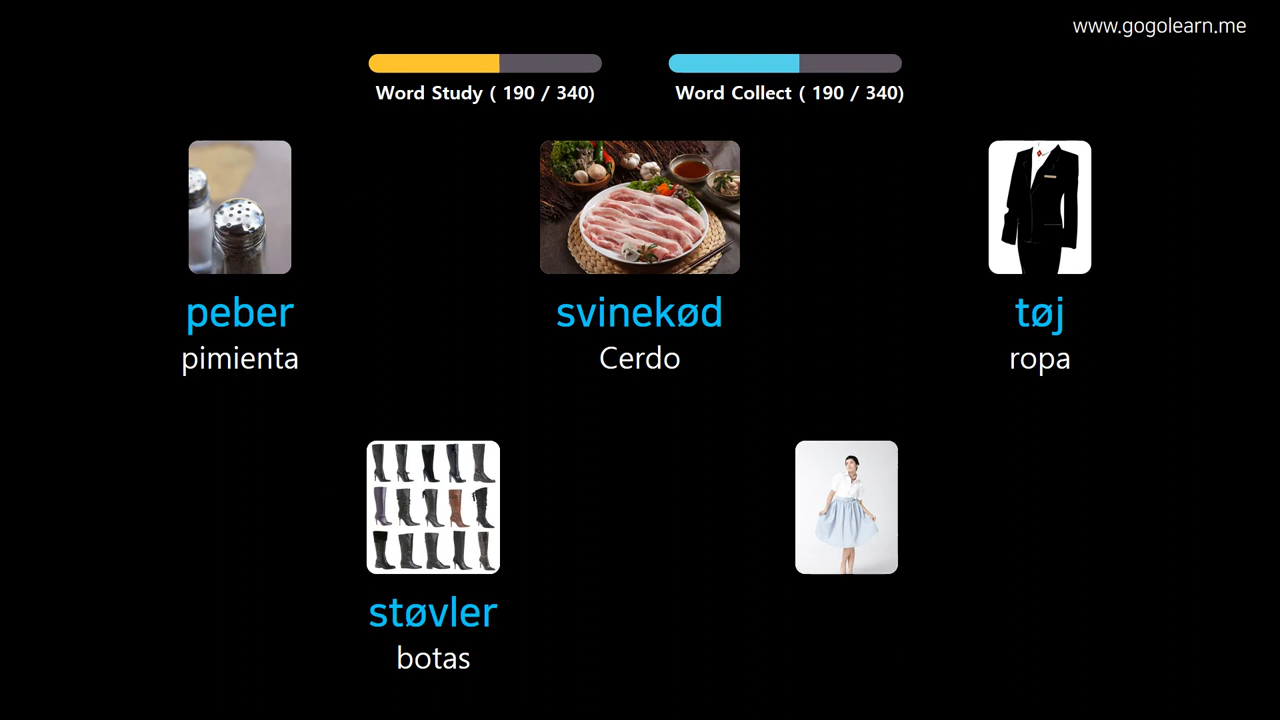 www.gogolearn.me
Word Study ( 190 / 340)
Word Collect ( 190 / 340)
peber
pimienta
svinekød
Cerdo
tøj
ropa
støvler
botas